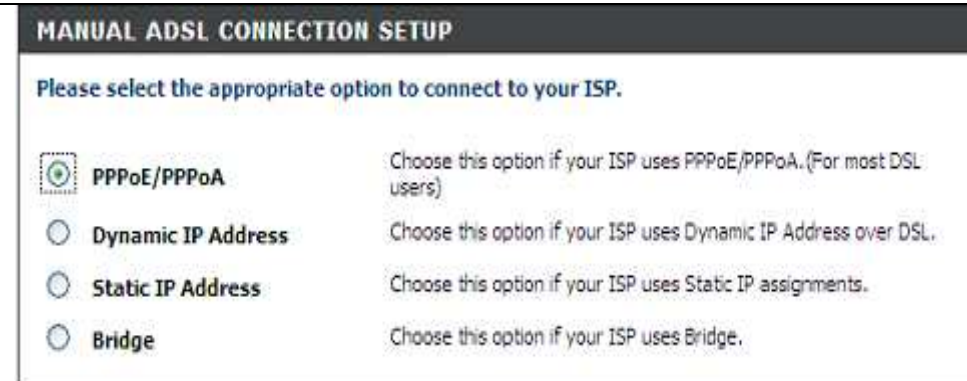 MANUAL ADSL CONNECTION SETUP
Please select the appropriate option to connect to your ISP.
PPPoE/PPPoA
Choose this option if your ISP uses PPPoE/PPPoA.(For most DSL
users)
Dynamic IP Address
Choose this option if your ISP uses Dynamic IP Address over DSL.
Static IP Address
Choose this option if your ISP uses Static IP assignments.
Bridge
Choose this option if your ISP uses Bridge.